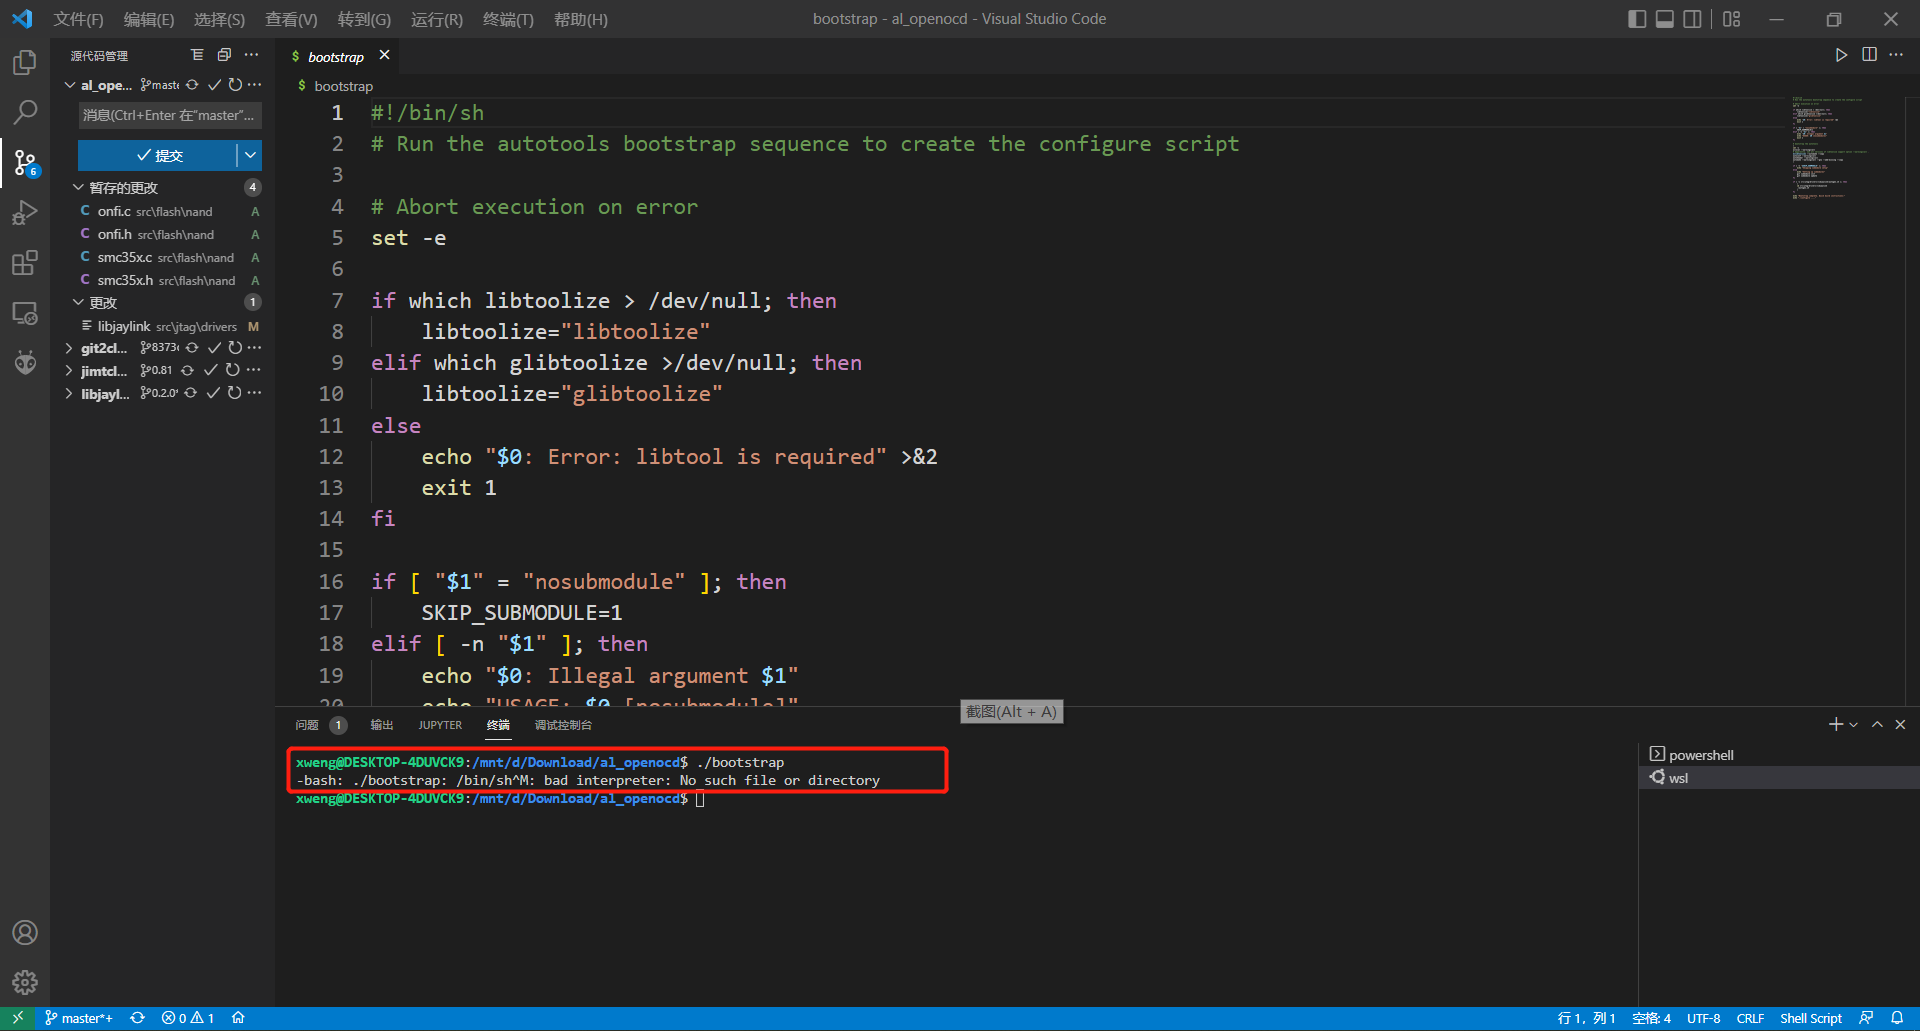 文件(F) 编辑(E) 选择(S) 查看(V) 转到(G) 运行(R) 终端(T) 帮助(H)
bootstrap - al_openocd - Visual Studio Code
源代码管理
al_ope... master
消息(Ctrl+Enter 在"master"...
提交
暂存的更改 4
onfi.c src\flash\nand A
onfi.h src\flash\nand A
smc35x.c src\flash\nand A
smc35x.h src\flash\nand A
更改 1
libjaylink src\jtag\drivers M
git2cl... 8373
jimtcl... 0.81
libjayl... 0.2.0
6
$ bootstrap
$ bootstrap
1 #!/bin/sh
2 # Run the autotools bootstrap sequence to create the configure script
3
4 # Abort execution on error
5 set -e
6
7 if which libtoolize > /dev/null; then
8 libtoolize="libtoolize"
9 elif which glibtoolize >/dev/null; then
10 libtoolize="glibtoolize"
11 else
12 echo "$0: Error: libtool is required" >&2
13 exit 1
14 fi
15
16 if [ "$1" = "nosubmodule" ]; then
17 SKIP_SUBMODULE=1
18 elif [ -n "$1" ]; then
19 echo "$0: Illegal argument $1"
20 echo "USAGE: $0 [nosubmodule]"
截图(Alt + A)
问题 1 输出 JUPYTER 终端 调试控制台
xweng@DESKTOP-4DUVCK9:/mnt/d/Download/al_openocd$ ./bootstrap
-bash: ./bootstrap: /bin/sh^M: bad interpreter: No such file or directory
xweng@DESKTOP-4DUVCK9:/mnt/d/Download/al_openocd$
powershell
wsl
master*+ 0 1
行 1，列 1 空格: 4 UTF-8 CRLF Shell Script